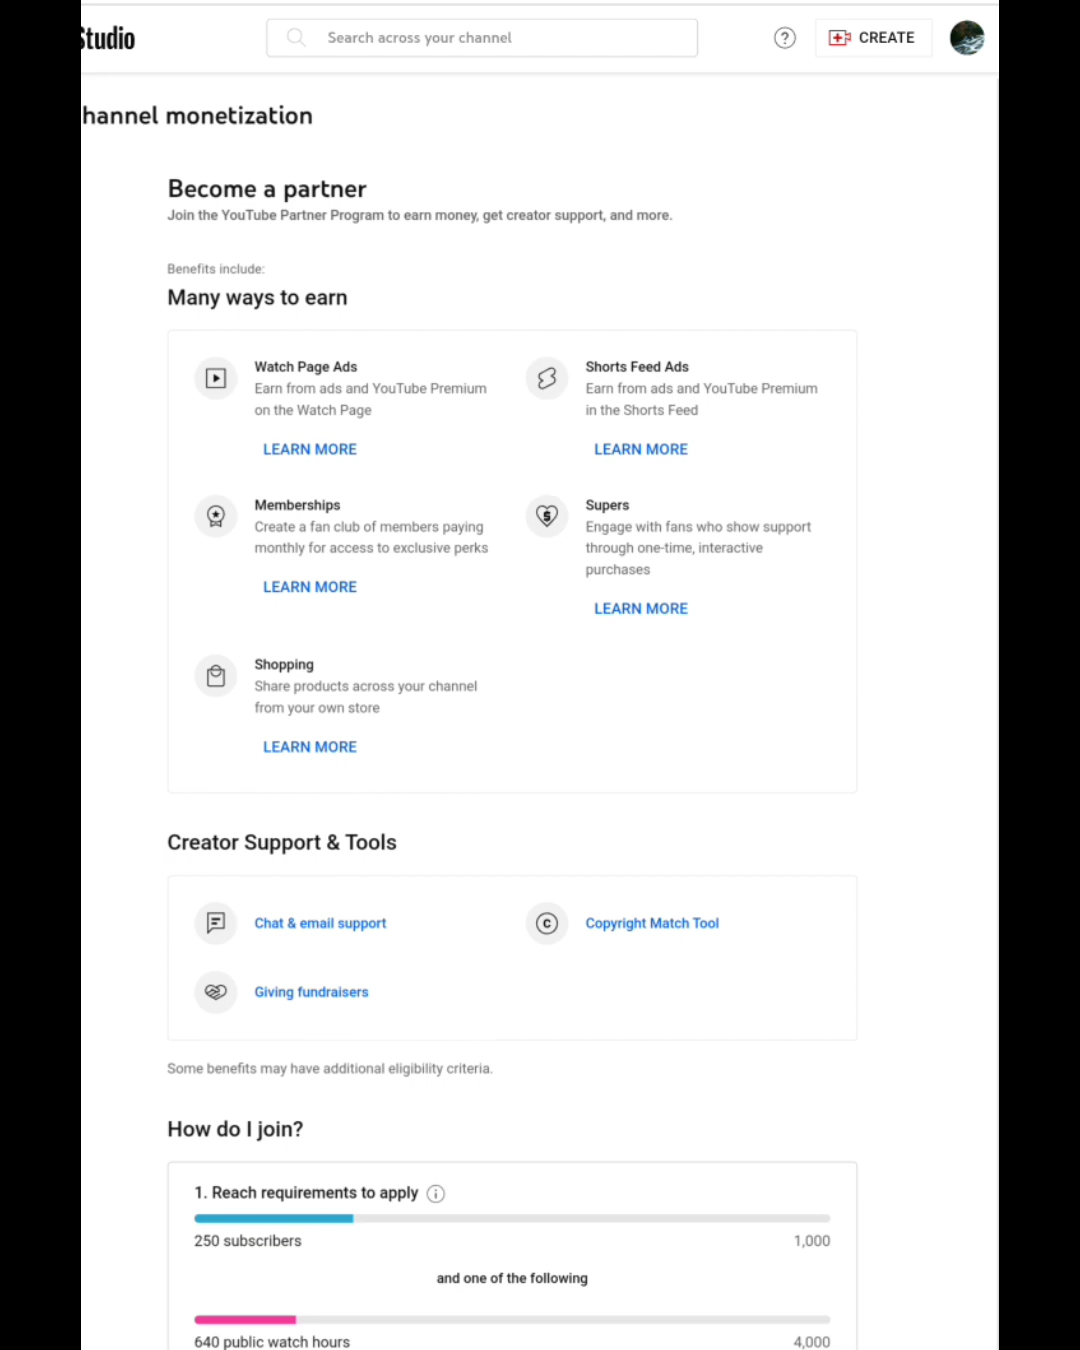 Studio
Search across your channel
CREATE
hannel monetization
Become a partner
Join the YouTube Partner Program to earn money, get creator support, and more.
Benefits include:
Many ways to earn
Watch Page Ads
Earn from ads and YouTube Premium
on the Watch Page
LEARN MORE
Shorts Feed Ads
Earn from ads and YouTube Premium
in the Shorts Feed
LEARN MORE
Memberships
Create a fan club of members paying
monthly for access to exclusive perks
LEARN MORE
Supers
Engage with fans who show support
through one-time, interactive
purchases
LEARN MORE
Shopping
Share products across your channel
from your own store
LEARN MORE
Creator Support & Tools
Chat & email support
Copyright Match Tool
Giving fundraisers
Some benefits may have additional eligibility criteria.
How do I join?
1. Reach requirements to apply
250 subscribers 1,000
and one of the following
640 public watch hours 4,000